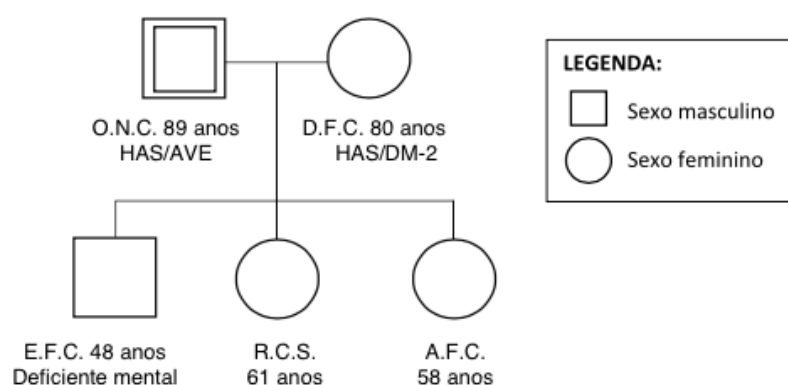 O.N.C. 89 anos
HAS/AVE
D.F.C. 80 anos
HAS/DM-2
LEGENDA:
Sexo masculino
Sexo feminino
E.F.C. 48 anos
Deficiente mental
R.C.S.
61 anos
A.F.C.
58 anos